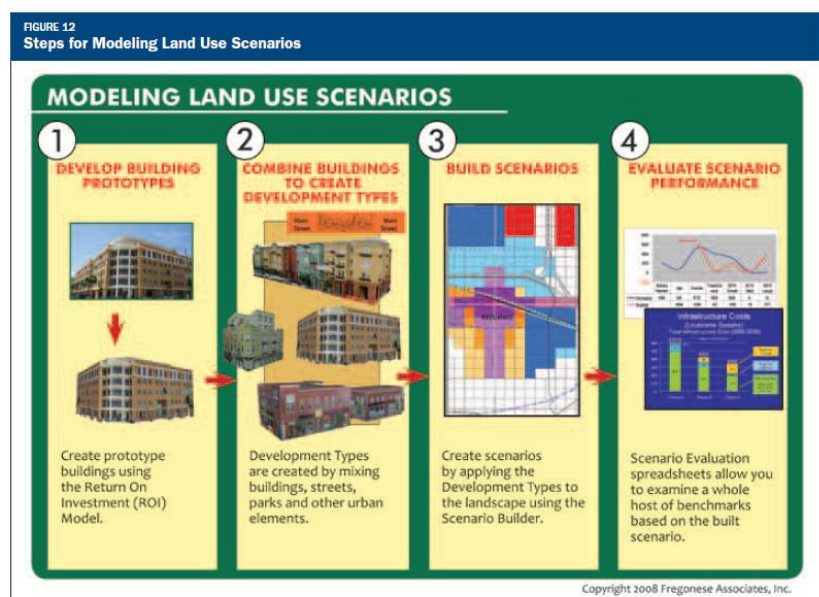 FIGURE 12
Steps for Modeling Land Use Scenarios
MODELING LAND USE SCENARIOS
1
DEVELOP BUILDING
PROTOTYPES
Create prototype
buildings using
the Return On
Investment (ROI)
Model.
2
COMBINE BUILDINGS
TO CREATE
DEVELOPMENT TYPES
Main
Street
Main
Street
Development Types
are created by mixing
buildings, streets,
parks and other urban
elements.
3
BUILD SCENARIOS
REDLANDS
Create scenarios
by applying the
Development Types to
the landscape using the
Scenario Builder.
4
EVALUATE SCENARIO
PERFORMANCE
Infrastructure Costs
Scenario Evaluation
spreadsheets allow you
to examine a whole
host of benchmarks
based on the built
scenario.
Copyright 2008 Fregonese Associates, Inc.